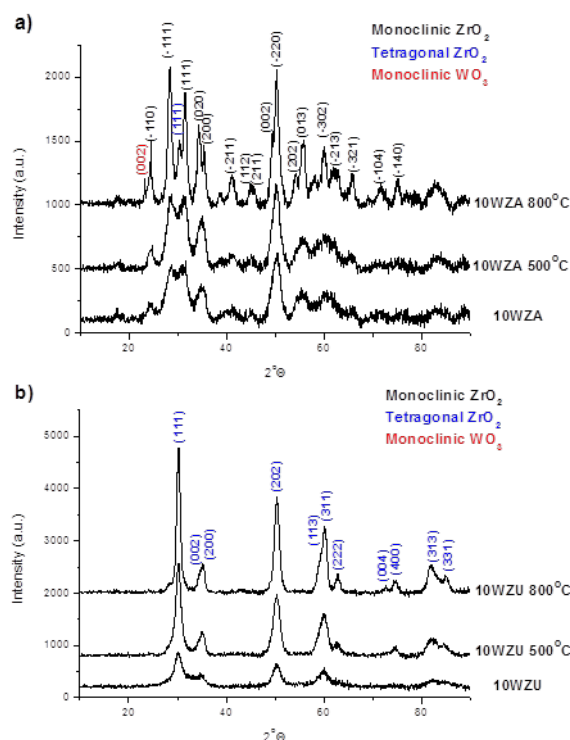 a)
Monoclinic ZrO₂
Tetragonal ZrO₂
Monoclinic WO₃
Intensity (a.u.)
2000
1500
1000
500
0
(002)
(-110)
(-111)
(111)
(111)
(020)
(200)
(-211)
(112)
(211)
(002)
(-220)
(202)
(013)
(-302)
(-213)
(-321)
(-104)
(-140)
10WZA 800°C
10WZA 500°C
10WZA
20
40
60
80
2°Θ
b)
Monoclinic ZrO₂
Tetragonal ZrO₂
Monoclinic WO₃
Intensity (a.u.)
5000
4000
3000
2000
1000
0
(111)
(002)
(200)
(202)
(113)
(311)
(222)
(004)
(400)
(313)
(331)
10WZU 800°C
10WZU 500°C
10WZU
20
40
60
80
2°Θ